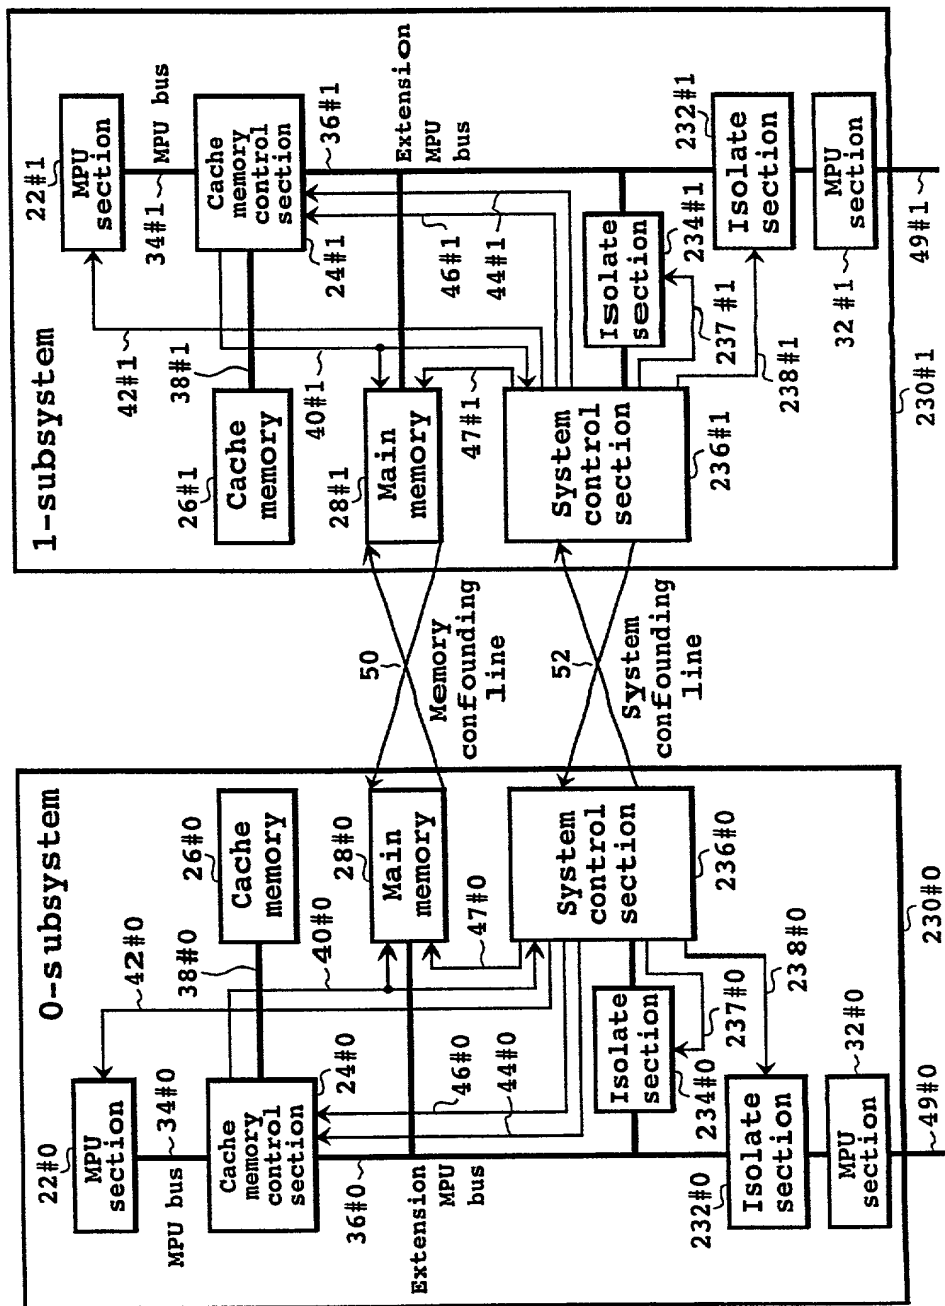 0-subsystem
22#0
MPU
section
34#0
MPU bus
42#0
Cache
memory
control
section
24#0
38#0
26#0
Cache
memory
40#0
28#0
Main
memory
36#0
Extension
MPU
bus
46#0
44#0
47#0
System
control
section
236#0
Isolate
section
234#0
237#0
238#0
232#0
Isolate
section
MPU
section
32#0
49#0
230#0
50
Memory
confounding
line
52
System
confounding
line
1-subsystem
22#1
MPU
section
34#1
MPU bus
42#1
Cache
memory
control
section
24#1
38#1
26#1
Cache
memory
40#1
28#1
Main
memory
36#1
Extension
MPU
bus
46#1
44#1
47#1
System
control
section
236#1
Isolate
section
234#1
237#1
238#1
232#1
Isolate
section
MPU
section
32#1
49#1
230#1